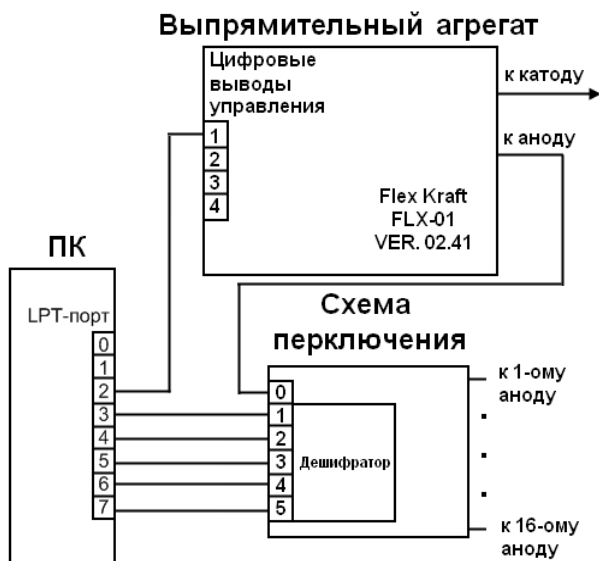 Выпрямительный агрегат
Цифровые
выводы
управления
1
2
3
4
к катоду
к аноду
Flex Kraft
FLX-01
VER. 02.41
ПК
LPT-порт
0
1
2
3
4
5
6
7
Схема
перключения
0
1
2
3
4
5
Дешифратор
к 1-ому
аноду
к 16-ому
аноду